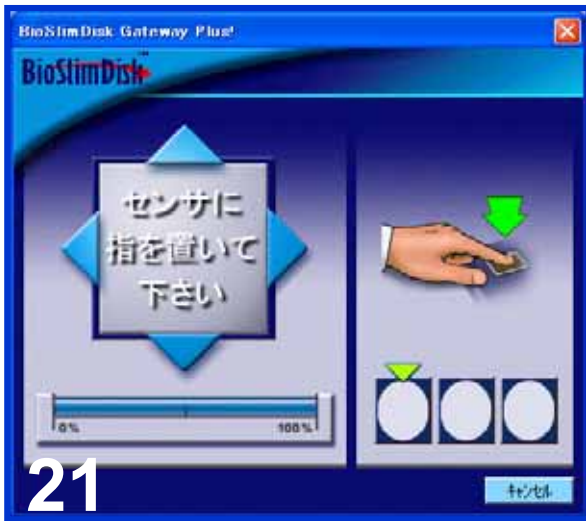 BioSlimDisk Gateway Plus!
BioSlimDisk™
センサに
指を置いて
下さい
0%
100%
21
キャンセル